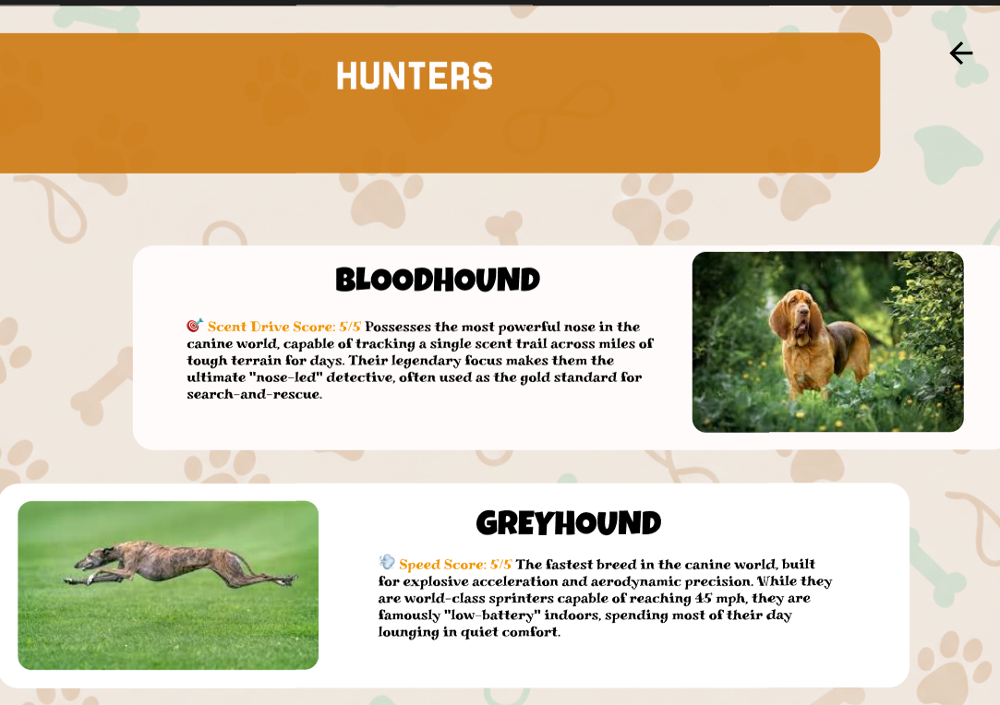 HUNTERS
BLOODHOUND
🎯 Scent Drive Score: 5/5 Possesses the most powerful nose in the
canine world, capable of tracking a single scent trail across miles of
tough terrain for days. Their legendary focus makes them the
ultimate "nose-led" detective, often used as the gold standard for
search-and-rescue.
GREYHOUND
💨 Speed Score: 5/5 The fastest breed in the canine world, built
for explosive acceleration and aerodynamic precision. While they
are world-class sprinters capable of reaching 45 mph, they are
famously "low-battery" indoors, spending most of their day
lounging in quiet comfort.